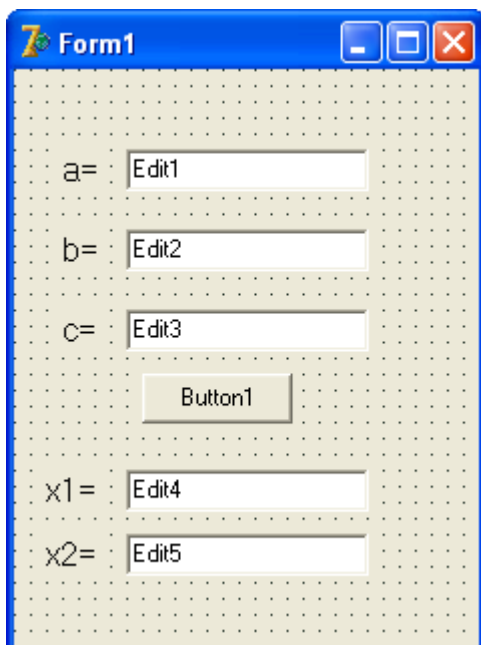 Form1
a= Edit1
b= Edit2
c= Edit3
Button1
x1= Edit4
x2= Edit5